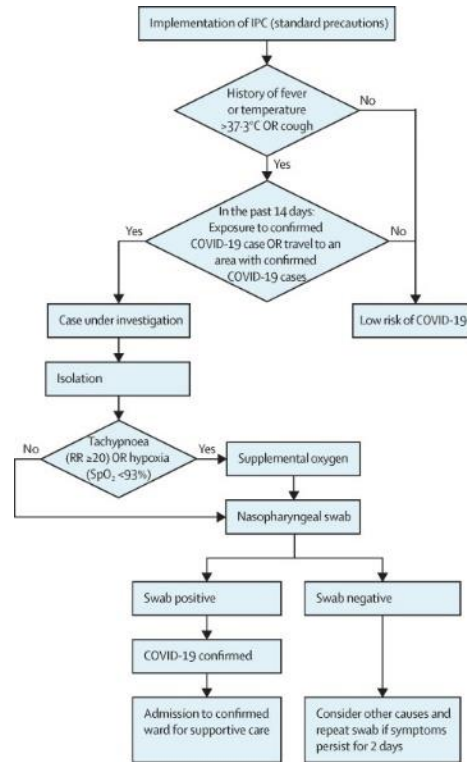 Implementation of IPC (standard precautions)
History of fever
or temperature
>37·3°C OR cough
No
Yes
In the past 14 days:
Exposure to confirmed
COVID-19 case OR travel to an
area with confirmed
COVID-19 cases
Yes
No
Case under investigation
Low risk of COVID-19
Isolation
Tachypnoea
(RR ≥20) OR hypoxia
(SpO₂ <93%)
No
Yes
Supplemental oxygen
Nasopharyngeal swab
Swab positive
Swab negative
COVID-19 confirmed
Admission to confirmed
ward for supportive care
Consider other causes and
repeat swab if symptoms
persist for 2 days